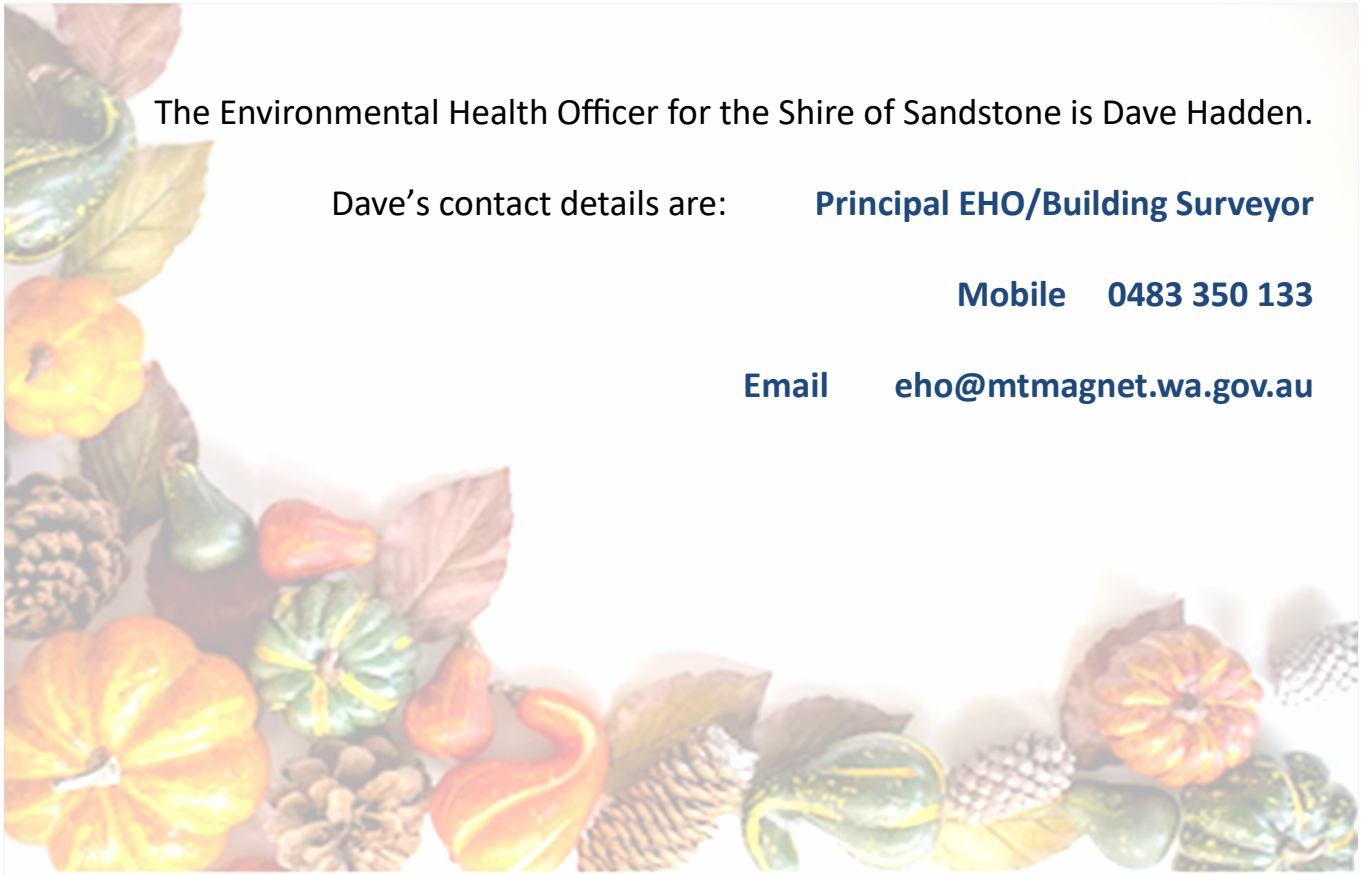 The Environmental Health Officer for the Shire of Sandstone is Dave Hadden.
Dave’s contact details are: Principal EHO/Building Surveyor
Mobile 0483 350 133
Email eho@mtmagnet.wa.gov.au